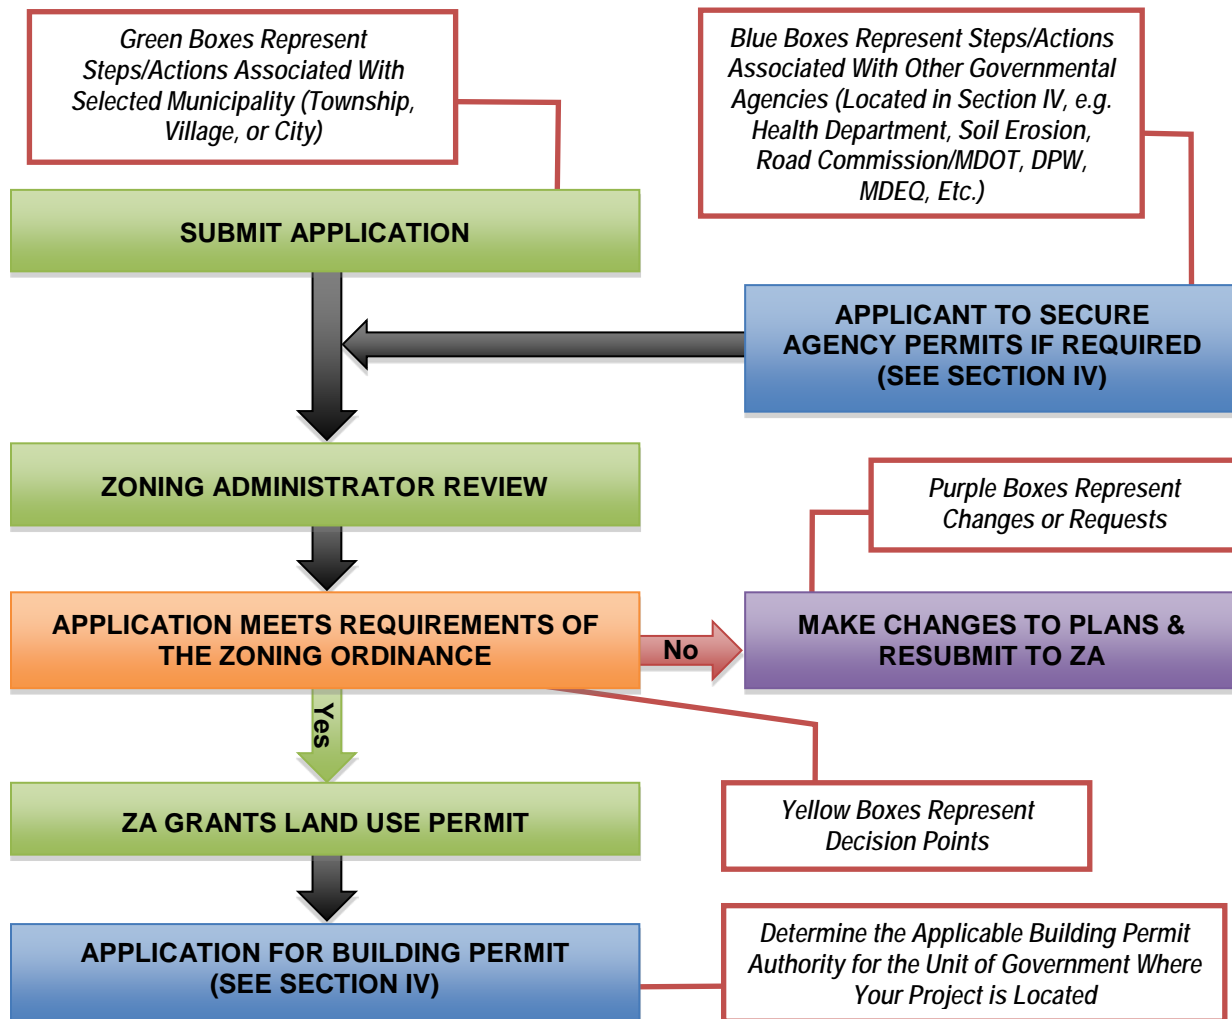 Green Boxes Represent
Steps/Actions Associated With
Selected Municipality (Township,
Village, or City)
Blue Boxes Represent Steps/Actions
Associated With Other Governmental
Agencies (Located in Section IV, e.g.
Health Department, Soil Erosion,
Road Commission/MDOT, DPW,
MDEQ, Etc.)
SUBMIT APPLICATION
APPLICANT TO SECURE
AGENCY PERMITS IF REQUIRED
(SEE SECTION IV)
ZONING ADMINISTRATOR REVIEW
Purple Boxes Represent
Changes or Requests
APPLICATION MEETS REQUIREMENTS OF
THE ZONING ORDINANCE
No
MAKE CHANGES TO PLANS &
RESUBMIT TO ZA
Yes
ZA GRANTS LAND USE PERMIT
Yellow Boxes Represent
Decision Points
APPLICATION FOR BUILDING PERMIT
(SEE SECTION IV)
Determine the Applicable Building Permit
Authority for the Unit of Government Where
Your Project is Located